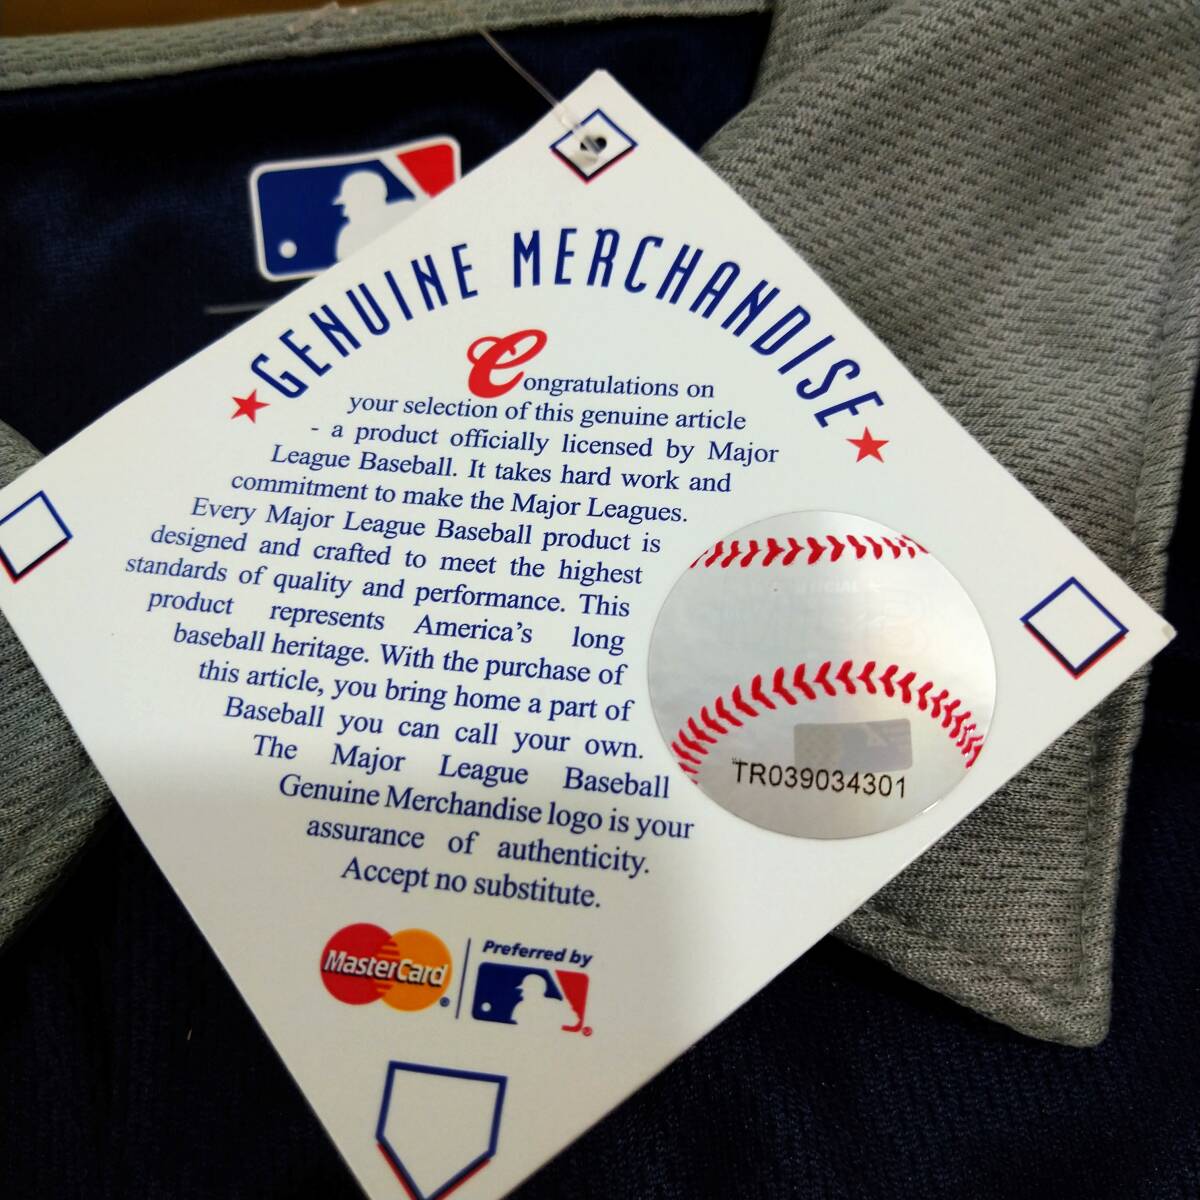 GENUINE MERCHANDISE
Congratulations on
your selection of this genuine article
- a product officially licensed by Major
League Baseball. It takes hard work and
commitment to make the Major Leagues.
Every Major League Baseball product is
designed and crafted to meet the highest
standards of quality and performance. This
product represents America's long
baseball heritage. With the purchase of
this article, you bring home a part of
Baseball you can call your own.
The Major League Baseball
Genuine Merchandise logo is your
assurance of authenticity.
Accept no substitute.
TR039034301
MasterCard
Preferred by